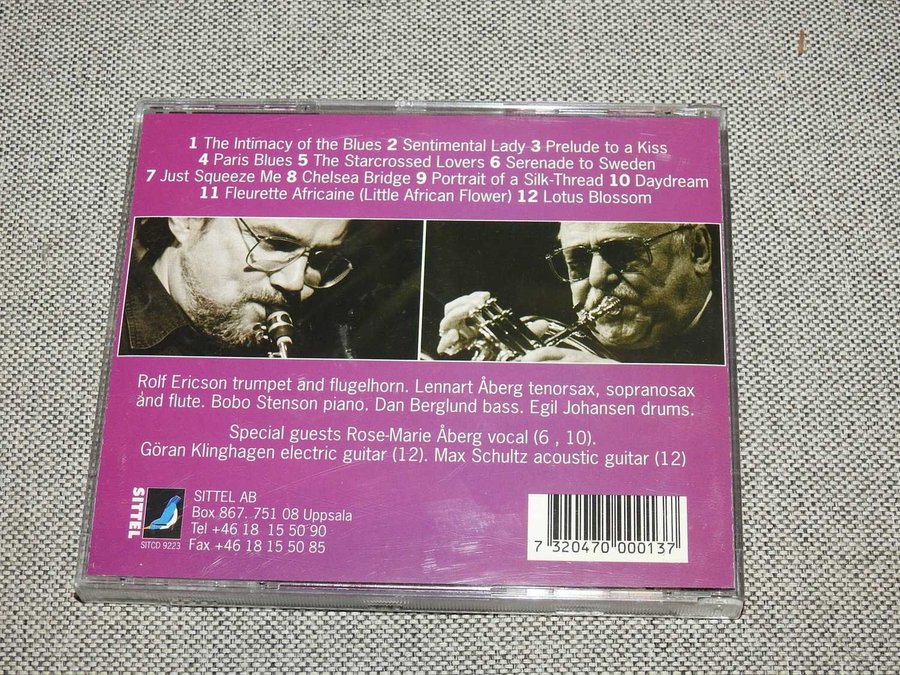 1 The Intimacy of the Blues 2 Sentimental Lady 3 Prelude to a Kiss
4 Paris Blues 5 The Starcrossed Lovers 6 Serenade to Sweden
7 Just Squeeze Me 8 Chelsea Bridge 9 Portrait of a Silk-Thread 10 Daydream
11 Fleurette Africaine (Little African Flower) 12 Lotus Blossom
Rolf Ericson trumpet and flugelhorn. Lennart Åberg tenorsax, sopranosax
and flute. Bobo Stenson piano. Dan Berglund bass. Egil Johansen drums.
Special guests Rose-Marie Åberg vocal (6 , 10).
Göran Klinghagen electric guitar (12). Max Schultz acoustic guitar (12)
SITTEL
SITCD 9223
SITTEL AB
Box 867. 751 08 Uppsala
Tel +46 18 15 50 90
Fax +46 18 15 50 85
7 320470 000137